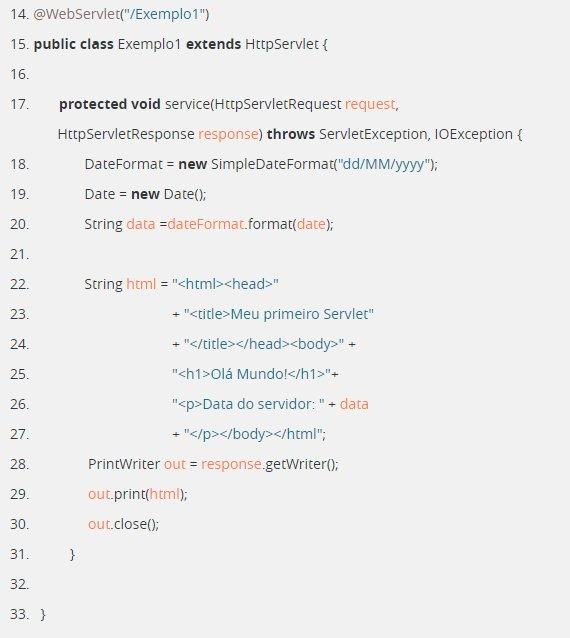 14. @WebServlet("/Exemplo1")
15. public class Exemplo1 extends HttpServlet {
16.
17. protected void service(HttpServletRequest request,
HttpServletResponse response) throws ServletException, IOException {
18. DateFormat = new SimpleDateFormat("dd/MM/yyyy");
19. Date = new Date();
20. String data =dateFormat.format(date);
21.
22. String html = "<html><head>"
23. + "<title>Meu primeiro Servlet"
24. + "</title></head><body>" +
25. "<h1>Olá Mundo!</h1>"+
26. "<p>Data do servidor: " + data
27. + "</p></body></html";
28. PrintWriter out = response.getWriter();
29. out.print(html);
30. out.close();
31. }
32.
33. }